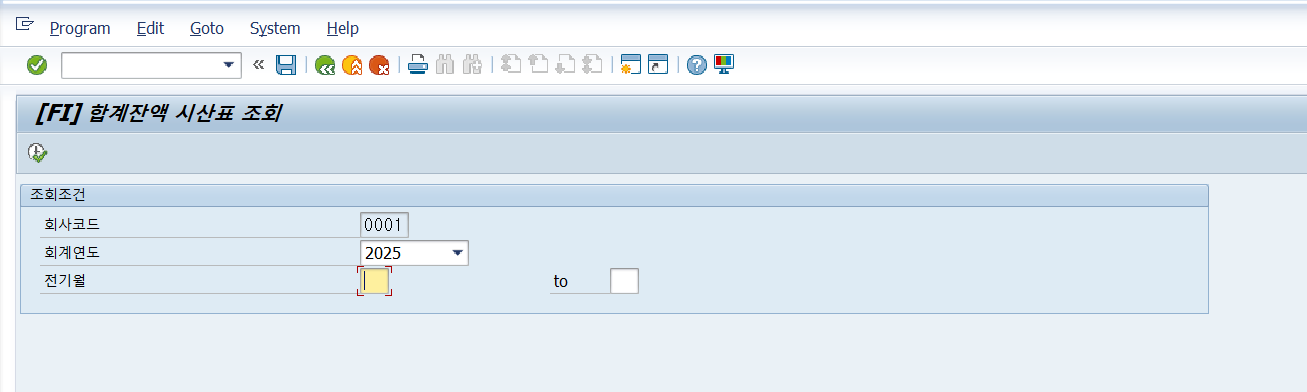 Program Edit Goto System Help
«
[FI] 합계잔액 시산표 조회
조회조건
회사코드 0001
회계연도 2025
전기월 to